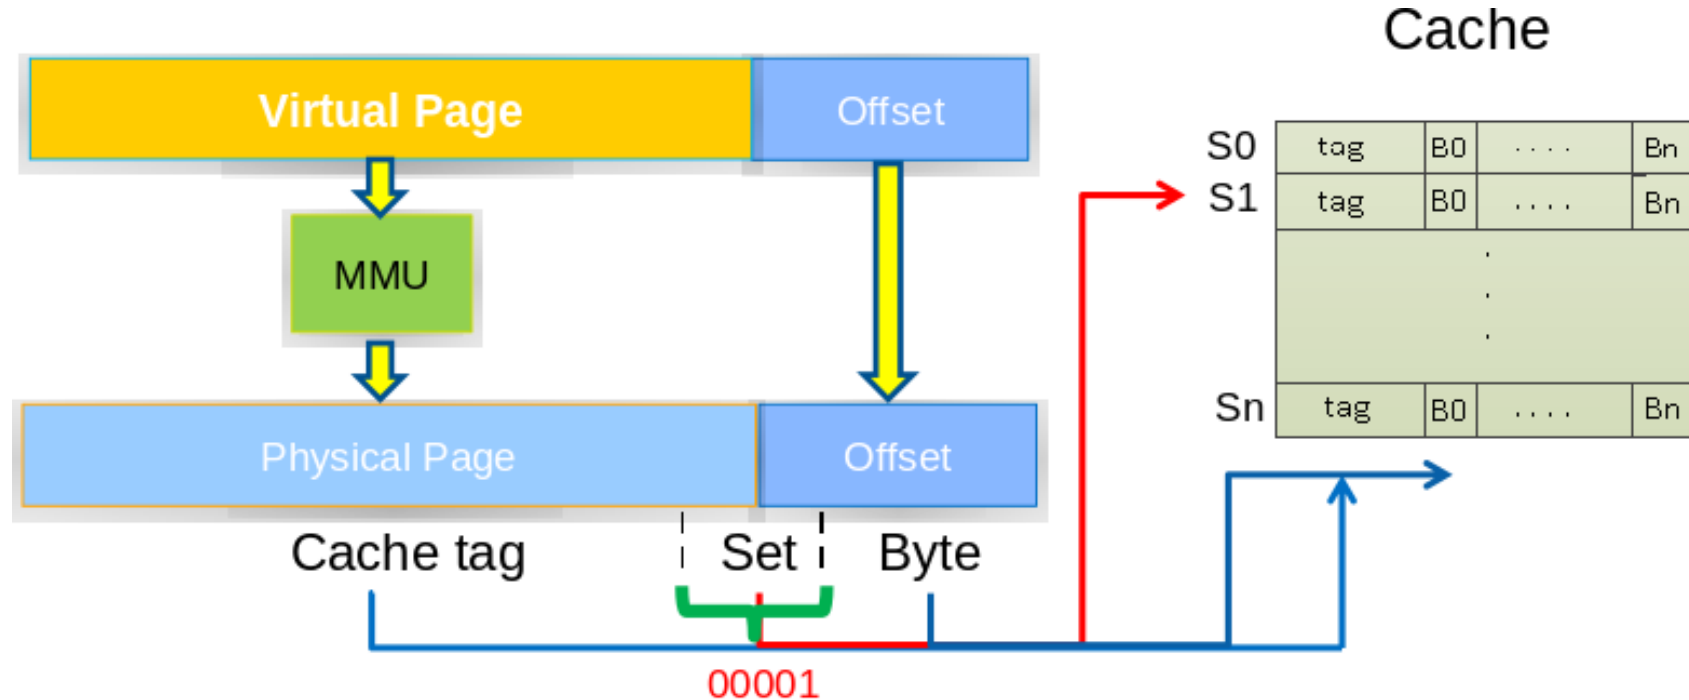 Cache
Virtual Page Offset
S0 tag B0 .... Bn
S1 tag B0 .... Bn
MMU
.
.
.
Sn tag B0 .... Bn
Physical Page Offset
Cache tag Set Byte
00001